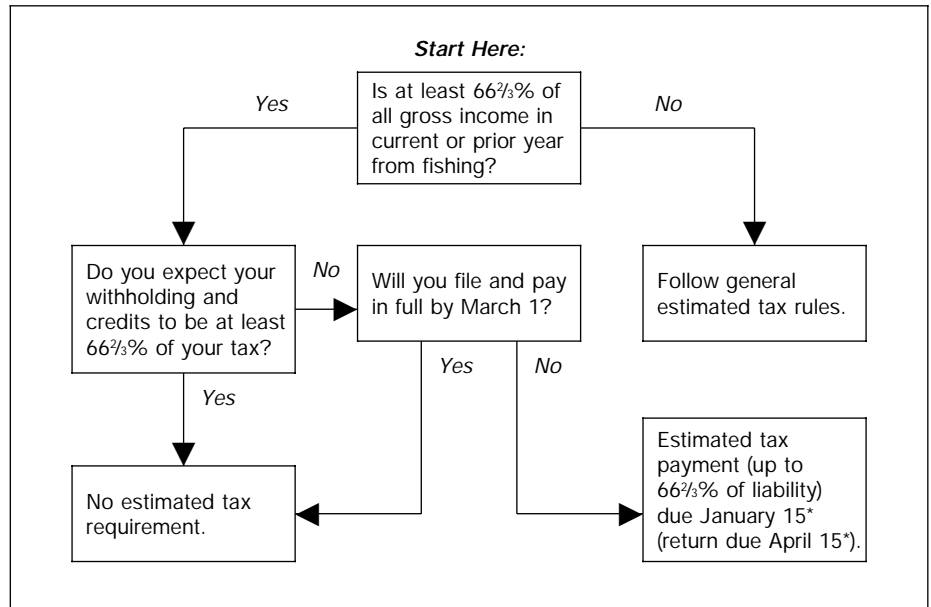 Start Here:
Is at least 66⅔% of
all gross income in
current or prior year
from fishing?
Yes
No
Do you expect your
withholding and
credits to be at least
66⅔% of your tax?
No
Will you file and pay
in full by March 1?
Follow general
estimated tax rules.
Yes
Yes
No
No estimated tax
requirement.
Estimated tax
payment (up to
66⅔% of liability)
due January 15*
(return due April 15*).